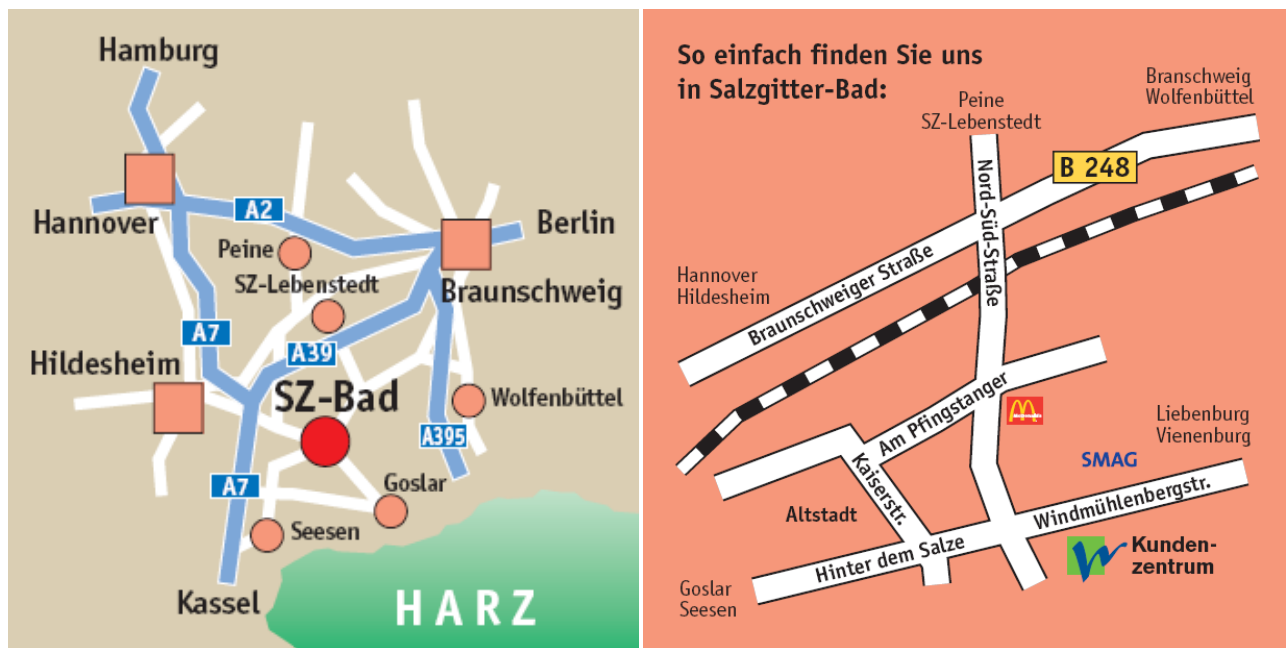 Hamburg
Hannover
A2
Berlin
Peine
SZ-Lebenstedt
Braunschweig
A7
A39
Hildesheim
SZ-Bad
Wolfenbüttel
A395
A7
Goslar
Seesen
Kassel
HARZ
So einfach finden Sie uns
in Salzgitter-Bad:
Peine
SZ-Lebenstedt
Branschweig
Wolfenbüttel
B 248
Nord-Süd-Straße
Hannover
Hildesheim
Braunschweiger Straße
Am Pfingstanger
McDonald's
Liebenburg
Vienenburg
SMAG
Kaiserstr.
Altstadt
Windmühlenbergstr.
Hinter dem Salze
Kunden-
zentrum
Goslar
Seesen